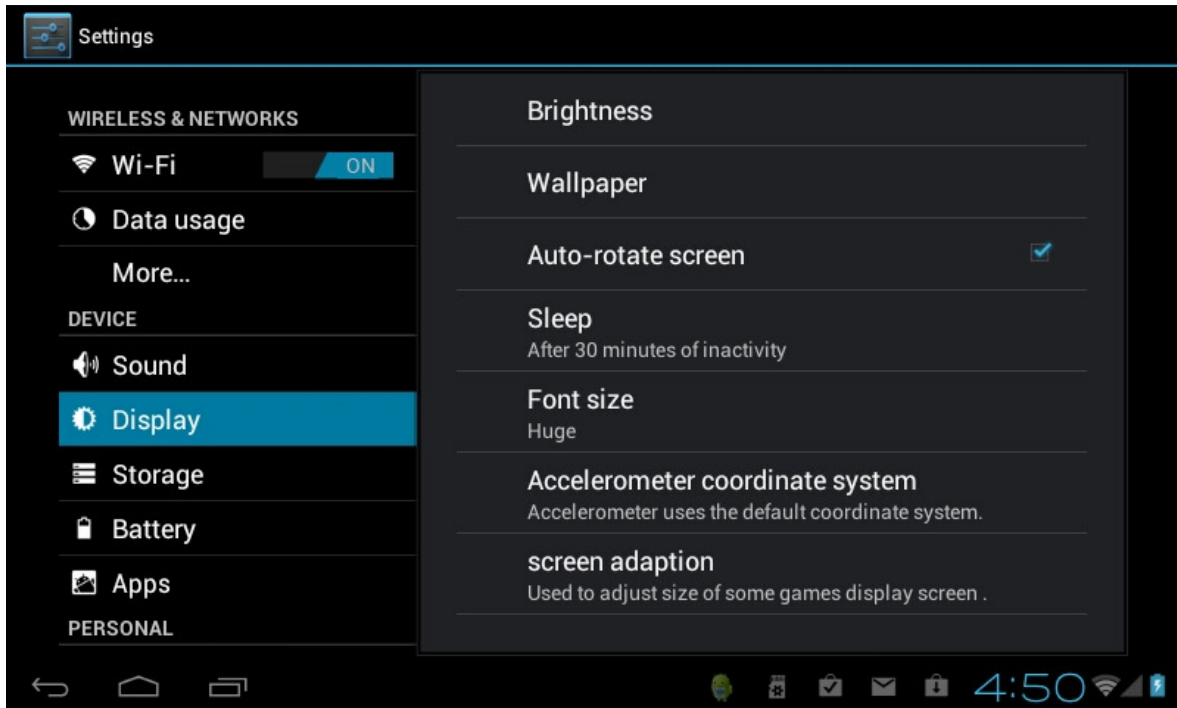 Settings
WIRELESS & NETWORKS
Wi-Fi ON
Data usage
More...
DEVICE
Sound
Display
Storage
Battery
Apps
PERSONAL
Brightness
Wallpaper
Auto-rotate screen
Sleep
After 30 minutes of inactivity
Font size
Huge
Accelerometer coordinate system
Accelerometer uses the default coordinate system.
screen adaption
Used to adjust size of some games display screen .
4:50